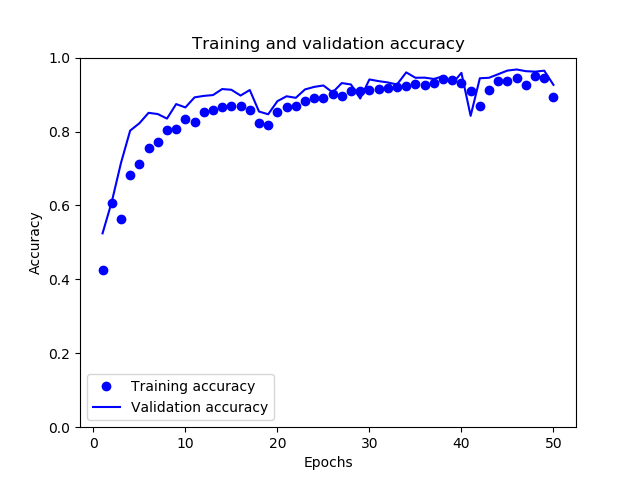 Training and validation accuracy
1.0
0.8
0.6
0.4
0.2
0.0
Accuracy
Training accuracy
Validation accuracy
0 10 20 30 40 50
Epochs